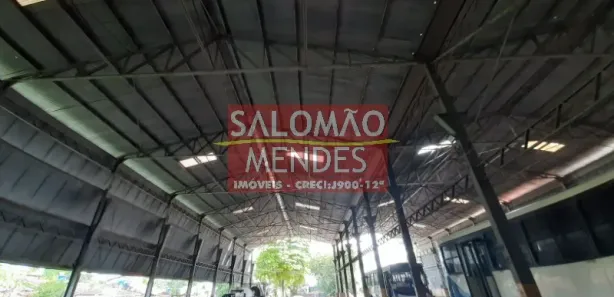 SALOMÃO
MENDES
IMÓVEIS - CRECI:J900-12ª